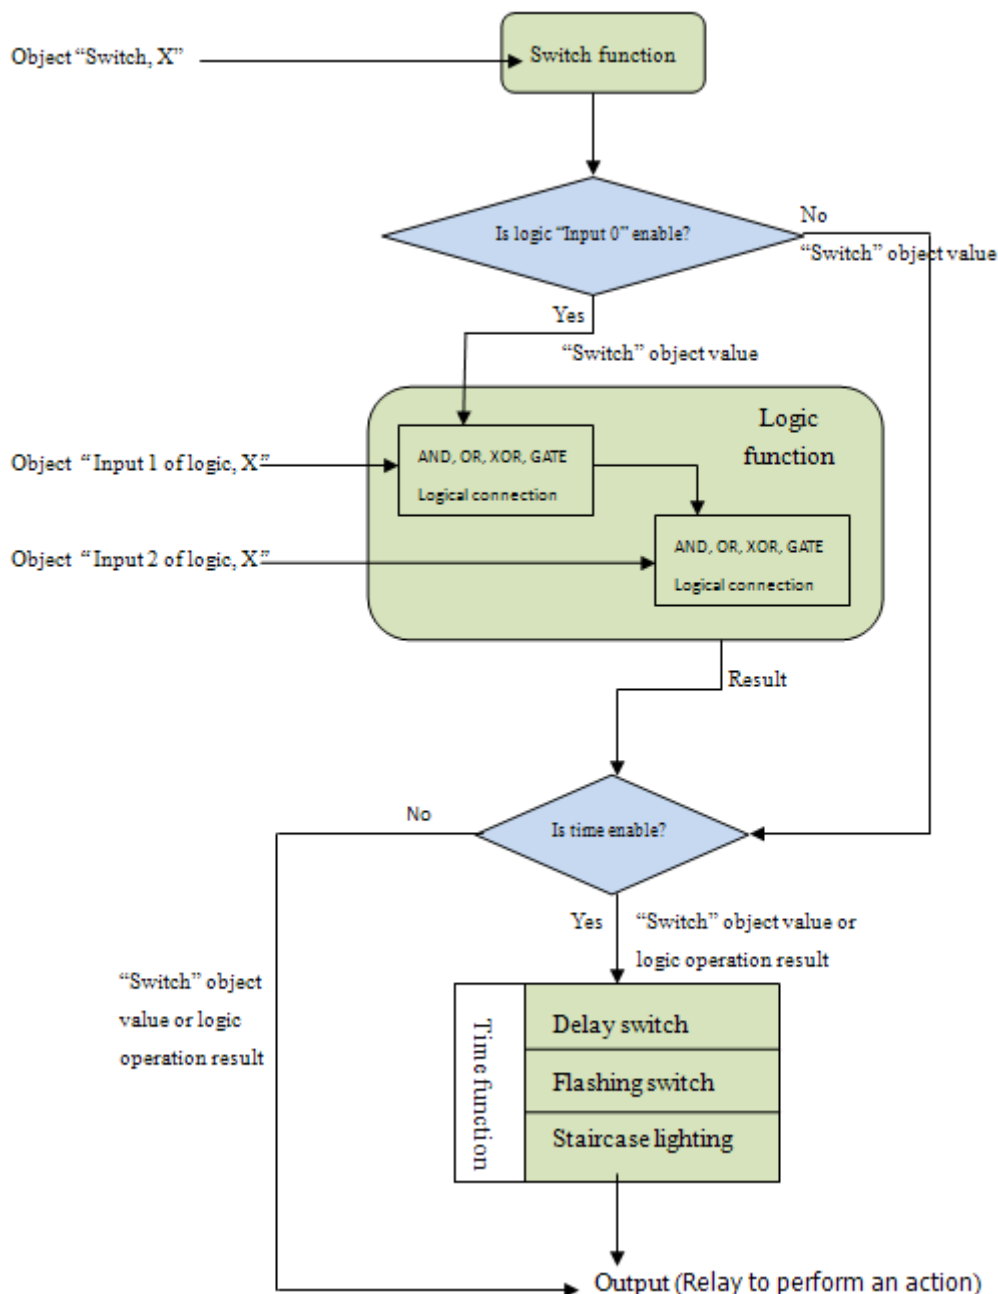 Object “Switch, X”
Switch function
Is logic “Input 0” enable?
No
“Switch” object value
Yes
“Switch” object value
Logic
function
Object “Input 1 of logic, X”
AND, OR, XOR, GATE
Logical connection
Object “Input 2 of logic, X”
AND, OR, XOR, GATE
Logical connection
Result
No
Is time enable?
Yes
“Switch” object value or
logic operation result
“Switch” object
value or logic
operation result
Time function
Delay switch
Flashing switch
Staircase lighting
Output (Relay to perform an action)